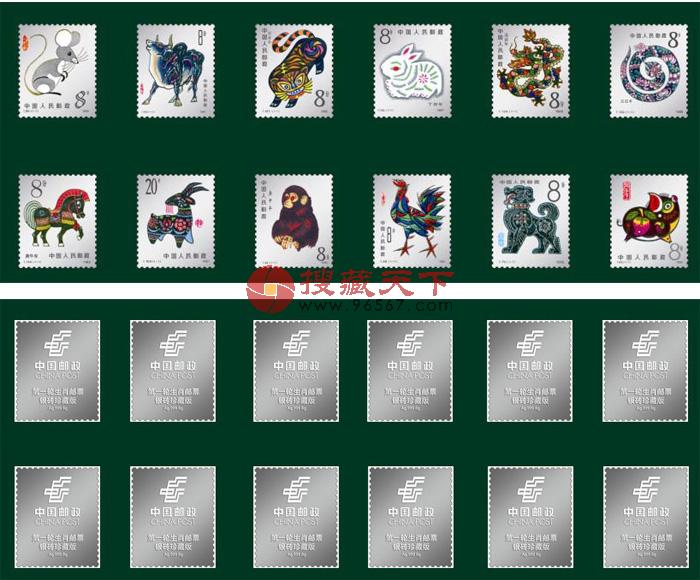 中国人民邮政 8分
8分
中国人民邮政
中国人民邮政
8分
8分
中国人民邮政
丁卯年
中国人民邮政
8分
中国人民邮政
8分
己巳年
8分
庚午年
中国人民邮政
20分
中国人民邮政
庚申年
中国人民邮政
8分
8分
中国人民邮政
中国人民邮政
8分
中国人民邮政
8分
搜藏天下
www.96567.com
中国邮政
CHINA POST
第一轮生肖邮票
银砖珍藏版
Ag.999 8g
中国邮政
CHINA POST
第一轮生肖邮票
银砖珍藏版
Ag.999 8g
中国邮政
CHINA POST
第一轮生肖邮票
银砖珍藏版
Ag.999 8g
中国邮政
CHINA POST
第一轮生肖邮票
银砖珍藏版
Ag.999 8g
中国邮政
CHINA POST
第一轮生肖邮票
银砖珍藏版
Ag.999 8g
中国邮政
CHINA POST
第一轮生肖邮票
银砖珍藏版
Ag.999 8g
中国邮政
CHINA POST
第一轮生肖邮票
银砖珍藏版
Ag.999 8g
中国邮政
CHINA POST
第一轮生肖邮票
银砖珍藏版
Ag.999 8g
中国邮政
CHINA POST
第一轮生肖邮票
银砖珍藏版
Ag.999 8g
中国邮政
CHINA POST
第一轮生肖邮票
银砖珍藏版
Ag.999 8g
中国邮政
CHINA POST
第一轮生肖邮票
银砖珍藏版
Ag.999 8g
中国邮政
CHINA POST
第一轮生肖邮票
银砖珍藏版
Ag.999 8g